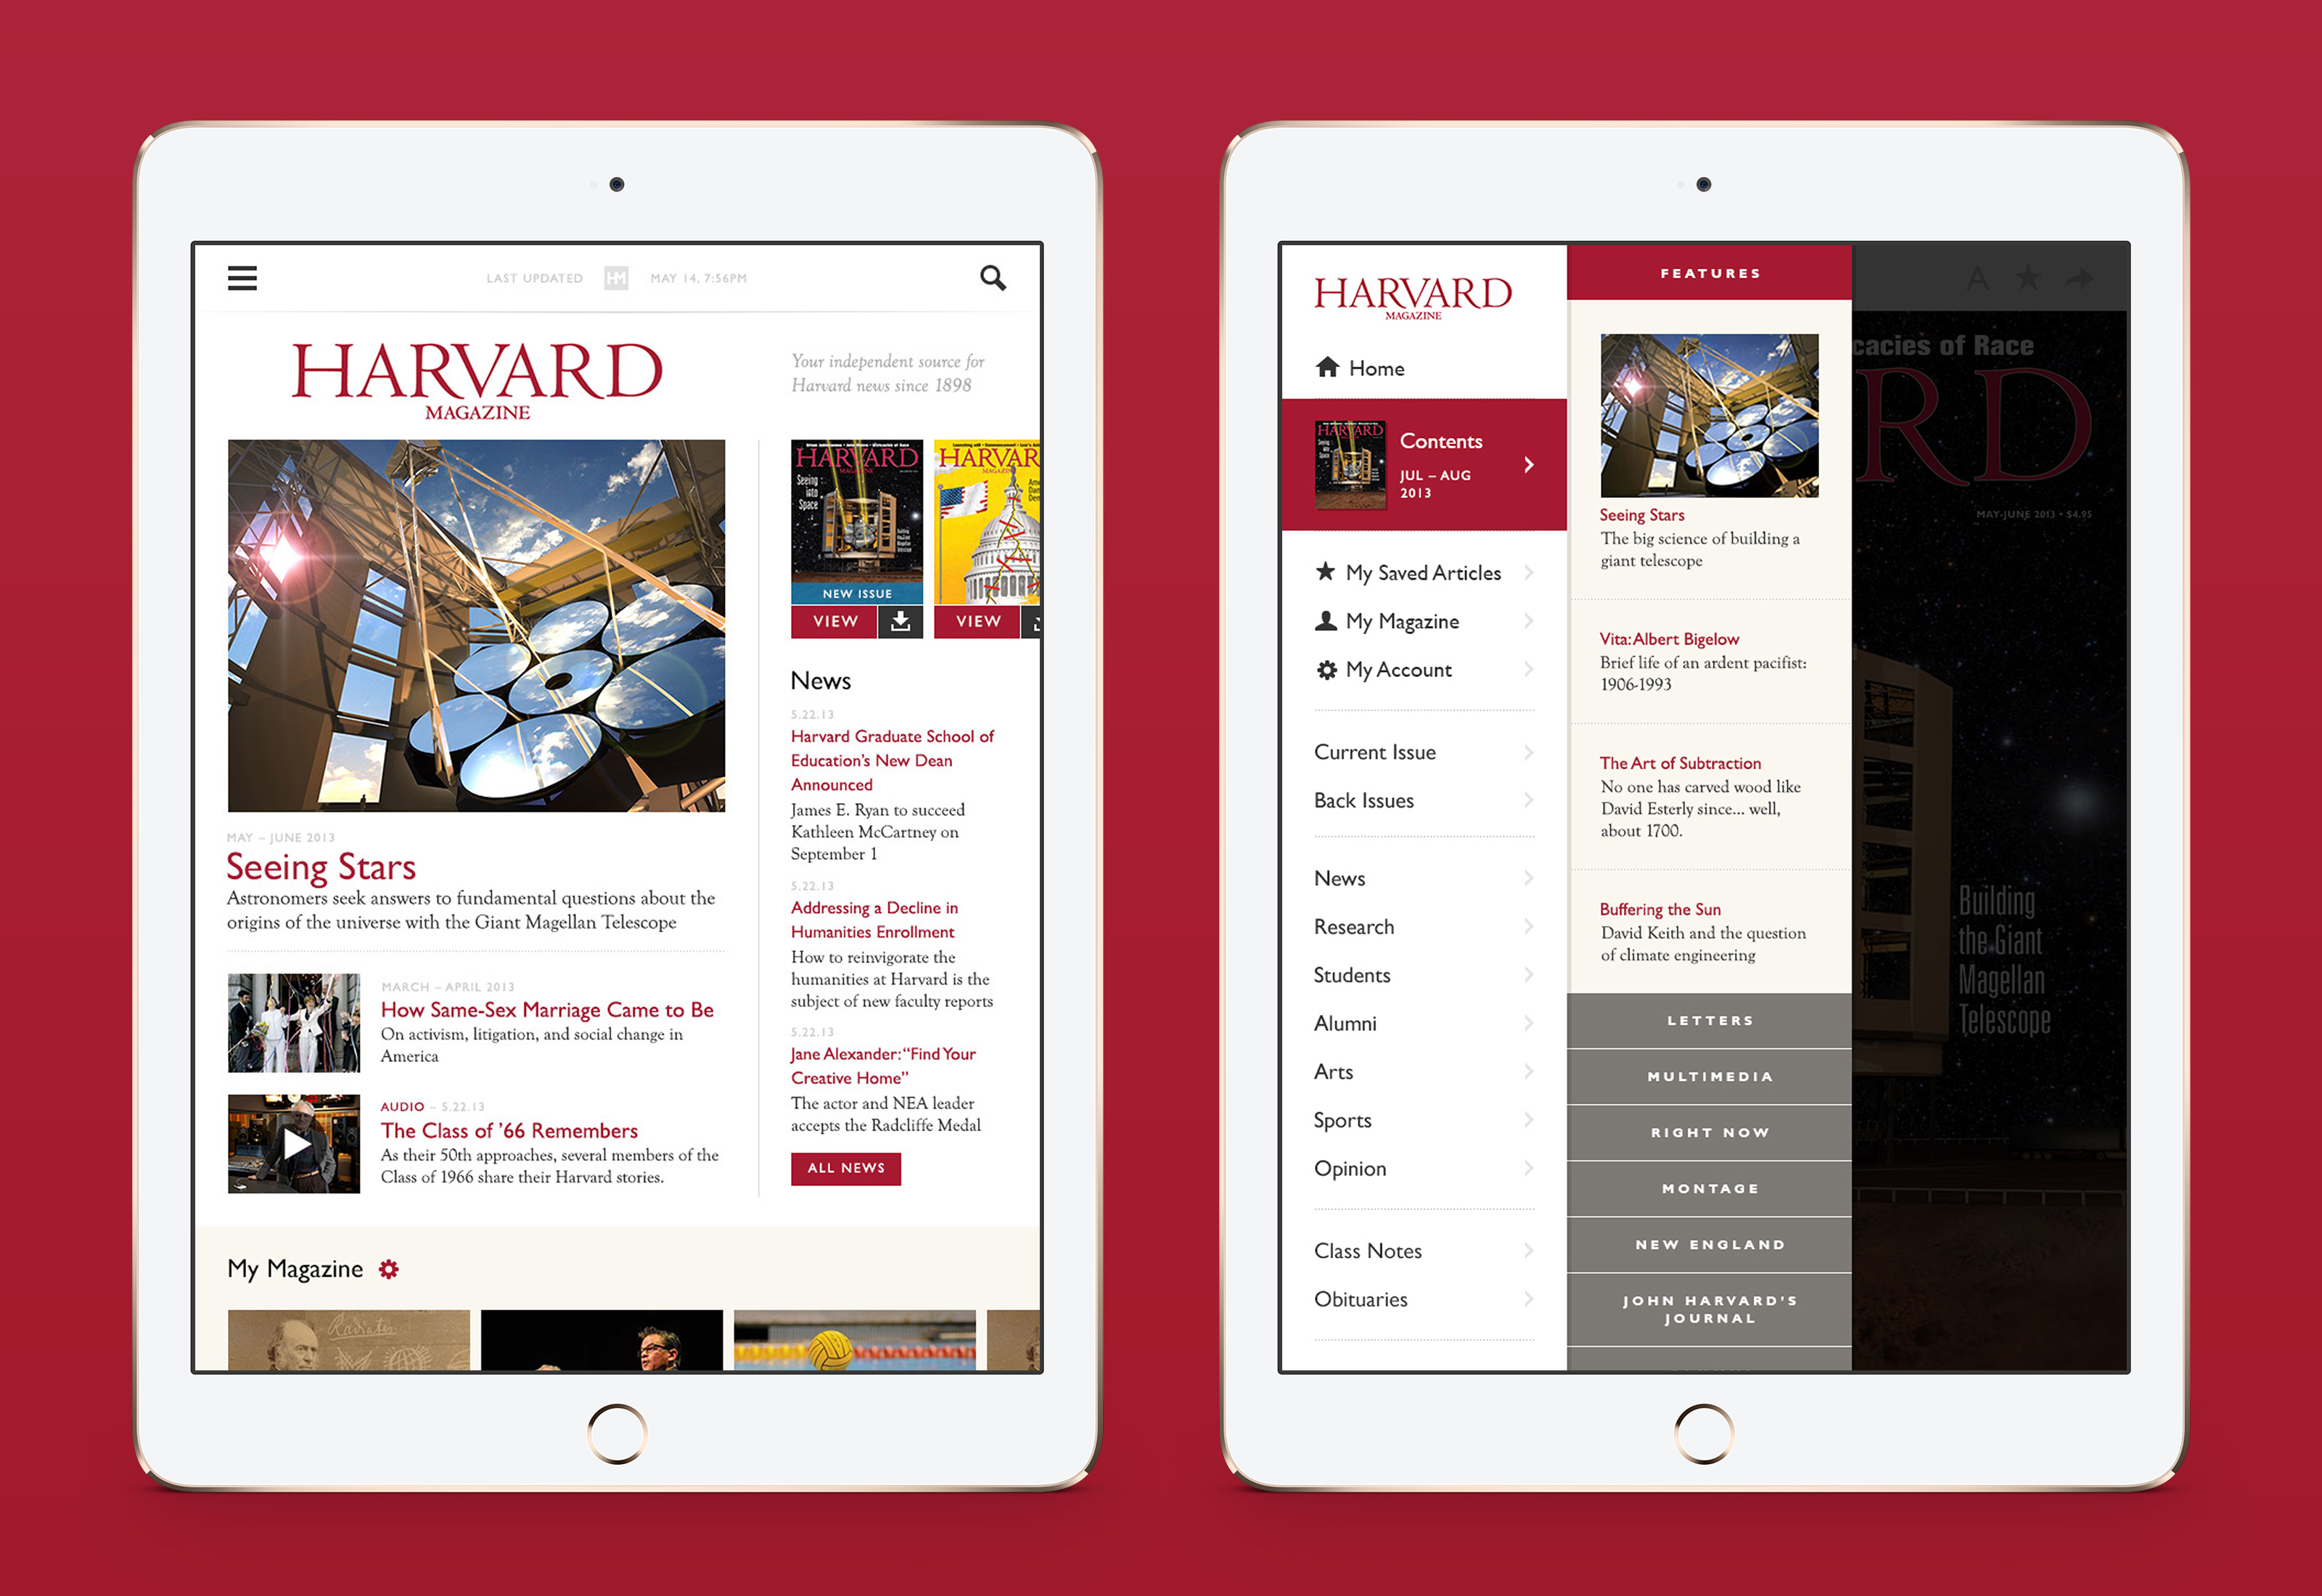 LAST UPDATED HM MAY 14, 7:56PM
HARVARD
MAGAZINE
Your independent source for
Harvard news since 1898
MAY – JUNE 2013
Seeing Stars
Astronomers seek answers to fundamental questions about the
origins of the universe with the Giant Magellan Telescope
MARCH – APRIL 2013
How Same-Sex Marriage Came to Be
On activism, litigation, and social change in
America
AUDIO – 5.22.13
The Class of ’66 Remembers
As their 50th approaches, several members of the
Class of 1966 share their Harvard stories.
HARVARD
MAGAZINE
Seeing
into
Space
Building
the Giant
Magellan
Telescope
NEW ISSUE
VIEW
HARVAR
VIEW
News
5.22.13
Harvard Graduate School of
Education’s New Dean
Announced
James E. Ryan to succeed
Kathleen McCartney on
September 1
5.22.13
Addressing a Decline in
Humanities Enrollment
How to reinvigorate the
humanities at Harvard is the
subject of new faculty reports
5.22.13
Jane Alexander: “Find Your
Creative Home”
The actor and NEA leader
accepts the Radcliffe Medal
ALL NEWS
My Magazine
Radiates
HARVARD
MAGAZINE
Home
HARVARD
Seeing
into
Space
Contents
JUL – AUG
2013
My Saved Articles
My Magazine
My Account
Current Issue
Back Issues
News
Research
Students
Alumni
Arts
Sports
Opinion
Class Notes
Obituaries
FEATURES
Seeing Stars
The big science of building a
giant telescope
Vita: Albert Bigelow
Brief life of an ardent pacifist:
1906-1993
The Art of Subtraction
No one has carved wood like
David Esterly since... well,
about 1700.
Buffering the Sun
David Keith and the question
of climate engineering
LETTERS
MULTIMEDIA
RIGHT NOW
MONTAGE
NEW ENGLAND
JOHN HARVARD’S
JOURNAL
A
cacies of Race
RD
MAY-JUNE 2013 • $4.95
Building
the Giant
Magellan
Telescope